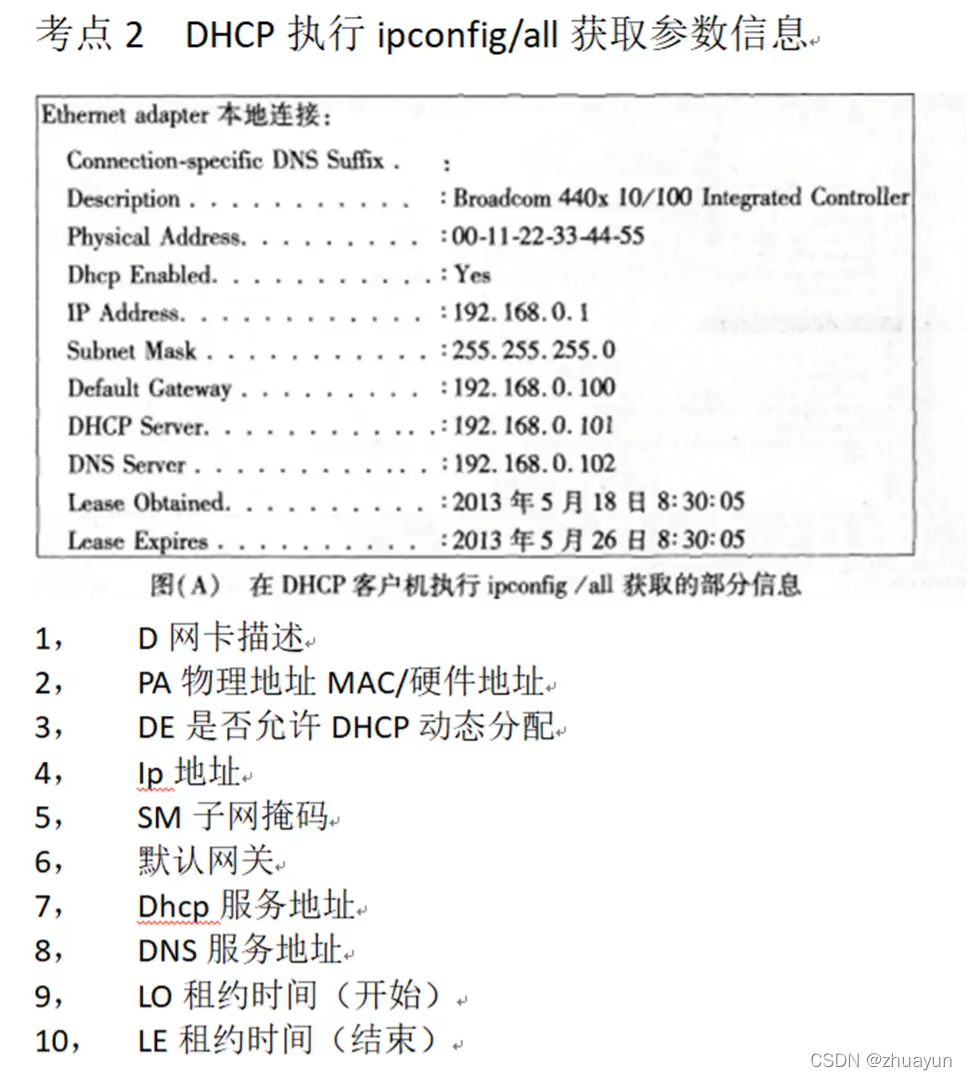 考点 2 DHCP 执行 ipconfig/all 获取参数信息
Ethernet adapter 本地连接:
Connection-specific DNS Suffix . :
Description . . . . . . . . . . . :Broadcom 440x 10/100 Integrated Controller
Physical Address. . . . . . . . . :00-11-22-33-44-55
Dhcp Enabled. . . . . . . . . . . :Yes
IP Address. . . . . . . . . . . . :192.168.0.1
Subnet Mask . . . . . . . . . . . :255.255.255.0
Default Gateway . . . . . . . . . :192.168.0.100
DHCP Server. . . . . . . . . . . .:192.168.0.101
DNS Server . . . . . . . . . . . . :192.168.0.102
Lease Obtained. . . . . . . . . . :2013 年 5 月 18 日 8:30:05
Lease Expires . . . . . . . . . . :2013 年 5 月 26 日 8:30:05
图(A) 在 DHCP 客户机执行 ipconfig /all 获取的部分信息
1, D 网卡描述
2, PA 物理地址 MAC/硬件地址
3, DE 是否允许 DHCP 动态分配
4, Ip 地址
5, SM 子网掩码
6, 默认网关
7, Dhcp 服务地址
8, DNS 服务地址
9, LO 租约时间（开始）
10, LE 租约时间（结束）
CSDN @zhuayun